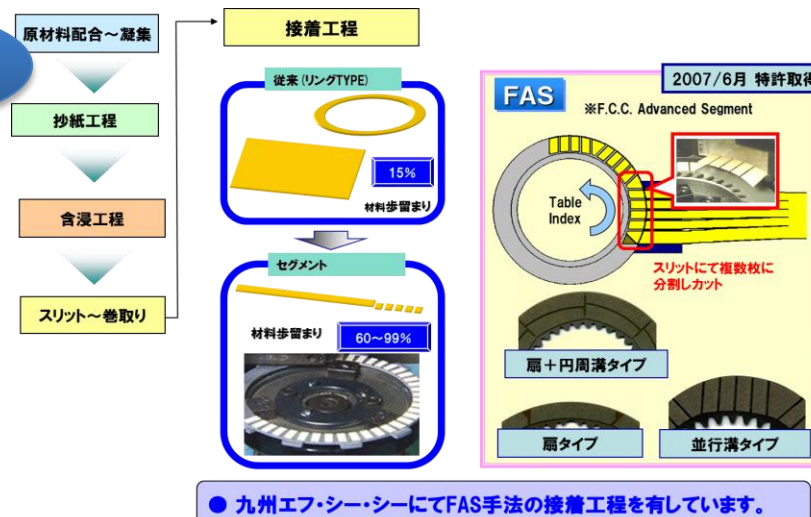 原材料配合～凝集
抄紙工程
含浸工程
スリット～巻取り
接着工程
従来(リングTYPE)
15%
材料歩留まり
セグメント
材料歩留まり
60～99%
2007/6月 特許取得
FAS
※F.C.C. Advanced Segment
Table
Index
スリットにて複数枚に
分割しカット
扇＋円周溝タイプ
扇タイプ
並行溝タイプ
● 九州エフ・シー・シーにてFAS手法の接着工程を有しています。